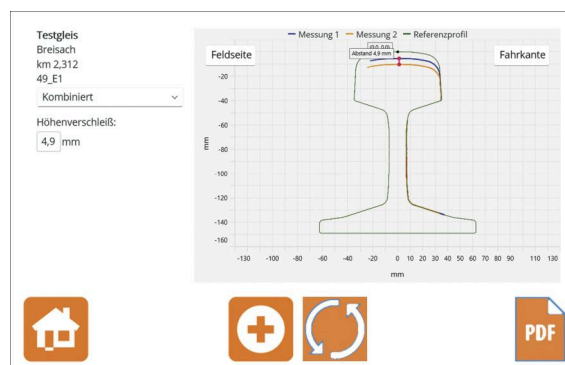 Testgleis
Breisach
km 2,312
49_E1
Kombiniert
Höhenverschleiß:
4,9 mm
Messung 1 Messung 2 Referenzprofil
Feldseite
Abstand 4,9 mm
Fahrkante
-20
-40
-60
-80
-100
-120
-140
-160
mm
-130 -100 -80 -60 -40 -20 0 10 20 30 40 50 60 70 80 90 110 130
mm
PDF